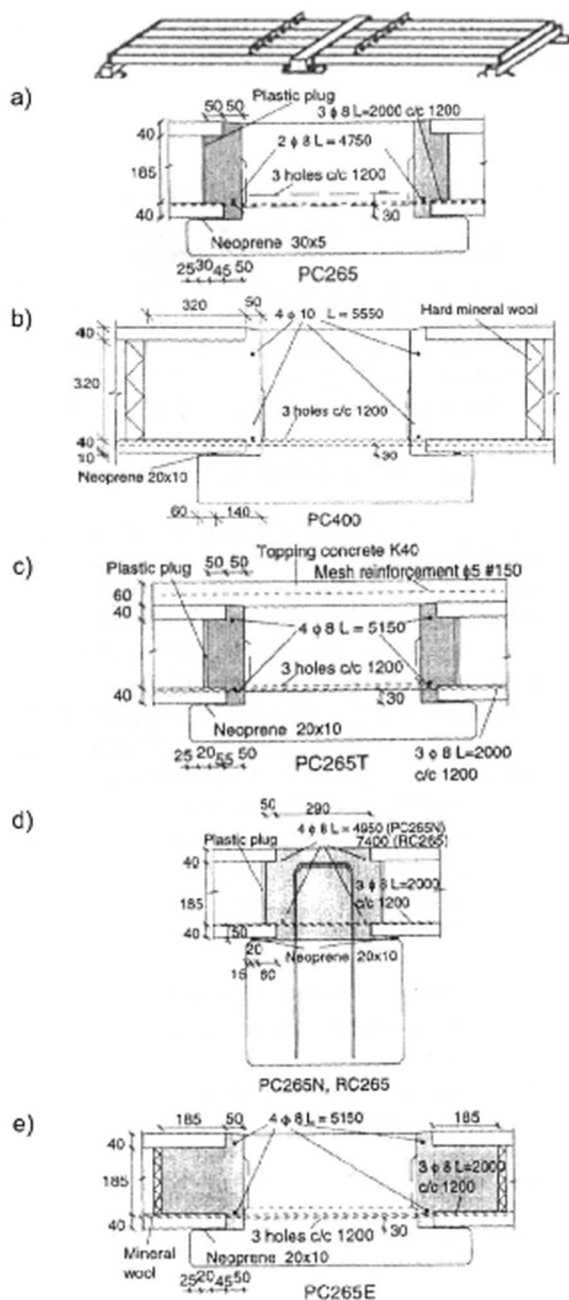 a)
50 50
Plastic plug
3 ϕ 8 L=2000 c/c 1200
40
2 ϕ 8 L = 4750
185
3 holes c/c 1200
40
30
Neoprene 30x5
25 30 45 50
PC265
b)
320
50
4 ϕ 10 L = 5550
Hard mineral wool
40
320
3 holes c/c 1200
40
10
30
Neoprene 20x10
60
140
PC400
c)
Topping concrete K40
Plastic plug
50 50
Mesh reinforcement ϕ5 #150
60
40
4 ϕ 8 L = 5150
3 holes c/c 1200
40
30
Neoprene 20x10
25 20 55 50
PC265T
3 ϕ 8 L=2000
c/c 1200
d)
50
290
Plastic plug
4 ϕ 8 L = 4950 (PC265N)
7400 (RC265)
40
3 ϕ 8 L=2000
c/c 1200
185
40
50
20
Neoprene 20x10
15 60
PC265N, RC265
e)
185
50
4 ϕ 8 L = 5150
185
40
185
3 ϕ 8 L=2000
c/c 1200
3 holes c/c 1200
40
30
Mineral
wool
Neoprene 20x10
25 20 45 50
PC265E